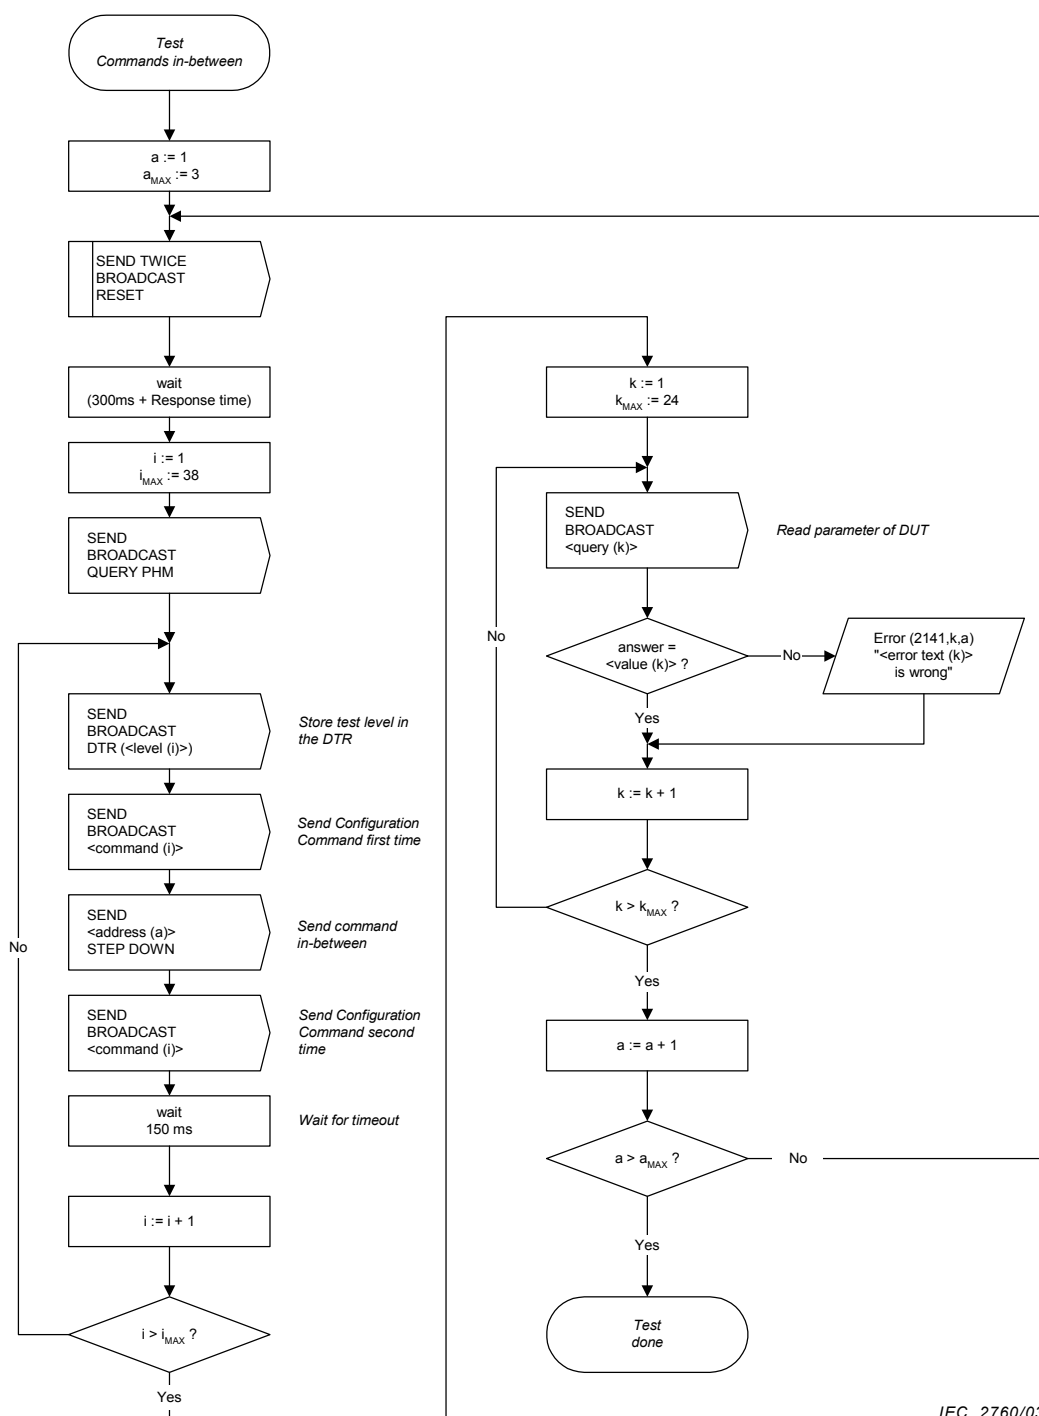 Test
Commands in-between
a := 1
aMAX := 3
SEND TWICE
BROADCAST
RESET
wait
(300ms + Response time)
i := 1
iMAX := 38
SEND
BROADCAST
QUERY PHM
SEND
BROADCAST
DTR (<level (i)>)
Store test level in
the DTR
SEND
BROADCAST
<command (i)>
Send Configuration
Command first time
SEND
<address (a)>
STEP DOWN
Send command
in-between
No
SEND
BROADCAST
<command (i)>
Send Configuration
Command second
time
wait
150 ms
Wait for timeout
i := i + 1
i > iMAX ?
Yes
k := 1
kMAX := 24
SEND
BROADCAST
<query (k)>
Read parameter of DUT
No
answer =
<value (k)> ?
No
Error (2141,k,a)
"<error text (k)>
is wrong"
Yes
k := k + 1
k > kMAX ?
Yes
a := a + 1
a > aMAX ?
No
Yes
Test
done
IEC 2760/03